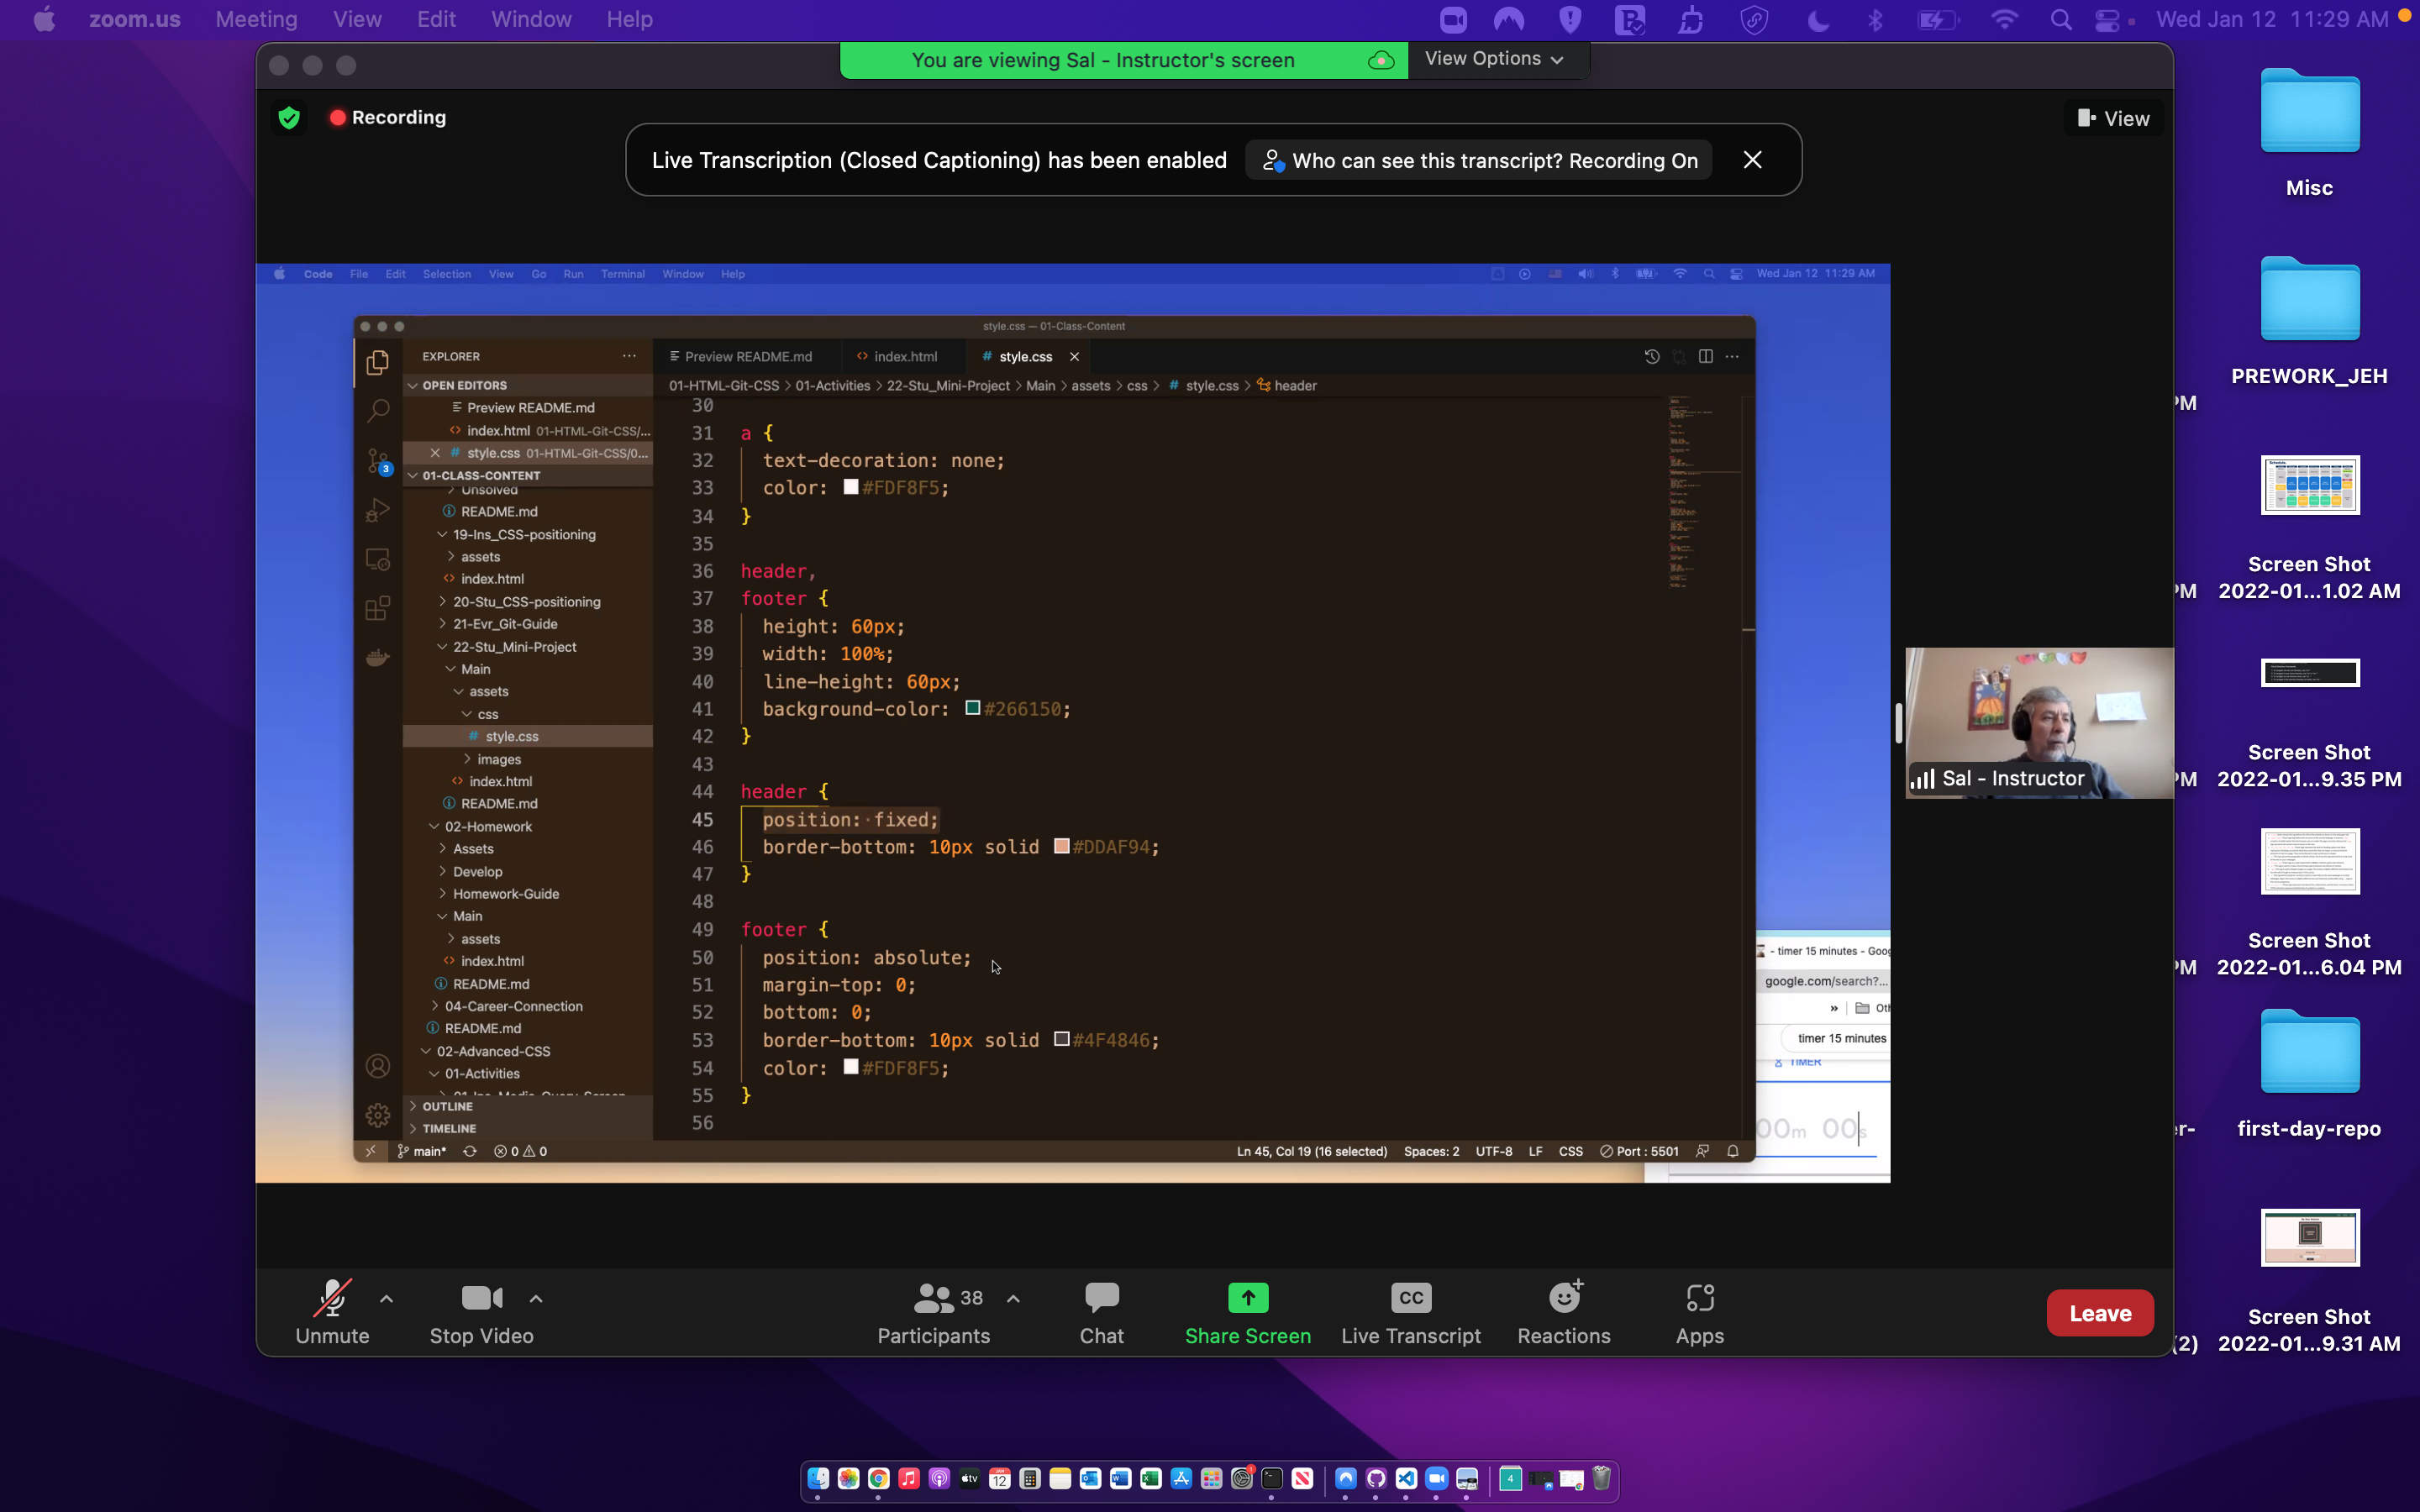 zoom.us Meeting View Edit Window Help
Wed Jan 12 11:29 AM
You are viewing Sal - Instructor's screen
View Options
Recording
View
Live Transcription (Closed Captioning) has been enabled
Who can see this transcript? Recording On
Code File Edit Selection View Go Run Terminal Window Help
Wed Jan 12 11:29 AM
style.css — 01-Class-Content
EXPLORER
Preview README.md
index.html
# style.css
OPEN EDITORS
01-HTML-Git-CSS > 01-Activities > 22-Stu_Mini-Project > Main > assets > css > # style.css > header
Preview README.md
index.html 01-HTML-Git-CSS/...
# style.css 01-HTML-Git-CSS/0...
3
01-CLASS-CONTENT
Unsolved
README.md
19-Ins_CSS-positioning
assets
index.html
20-Stu_CSS-positioning
21-Evr_Git-Guide
22-Stu_Mini-Project
Main
assets
css
# style.css
images
index.html
README.md
02-Homework
Assets
Develop
Homework-Guide
Main
assets
index.html
README.md
04-Career-Connection
README.md
02-Advanced-CSS
01-Activities
OUTLINE
TIMELINE
30
31 a {
32 text-decoration: none;
33 color: #FDF8F5;
34 }
35
36 header,
37 footer {
38 height: 60px;
39 width: 100%;
40 line-height: 60px;
41 background-color: #266150;
42 }
43
44 header {
45 position: fixed;
46 border-bottom: 10px solid #DDAF94;
47 }
48
49 footer {
50 position: absolute;
51 margin-top: 0;
52 bottom: 0;
53 border-bottom: 10px solid #4F4846;
54 color: #FDF8F5;
55 }
56
main* 0 0
Ln 45, Col 19 (16 selected) Spaces: 2 UTF-8 LF CSS Port : 5501
- timer 15 minutes - Goog
google.com/search?...
»
timer 15 minutes
TIMER
00m 00s
Sal - Instructor
Unmute
Stop Video
38
Participants
Chat
Share Screen
CC
Live Transcript
Reactions
Apps
Leave
Misc
PREWORK_JEH
PM
Screen Shot
2022-01...1.02 AM
PM
Screen Shot
2022-01...9.35 PM
PM
Screen Shot
2022-01...6.04 PM
PM
first-day-repo
er-
Screen Shot
2022-01...9.31 AM
(2)
tv
JAN
12
4